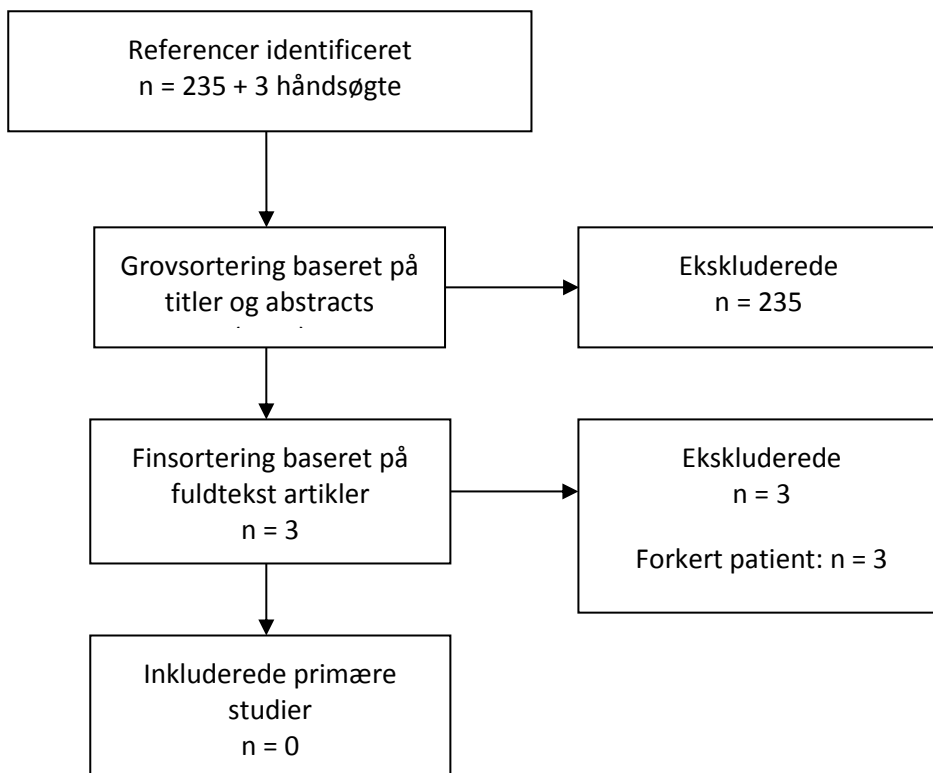 Referencer identificeret
n = 235 + 3 håndsøgte
Grovsortering baseret på
titler og abstracts
Ekskluderede
n = 235
Finsortering baseret på
fuldtekst artikler
n = 3
Ekskluderede
n = 3
Forkert patient: n = 3
Inkluderede primære
studier
n = 0